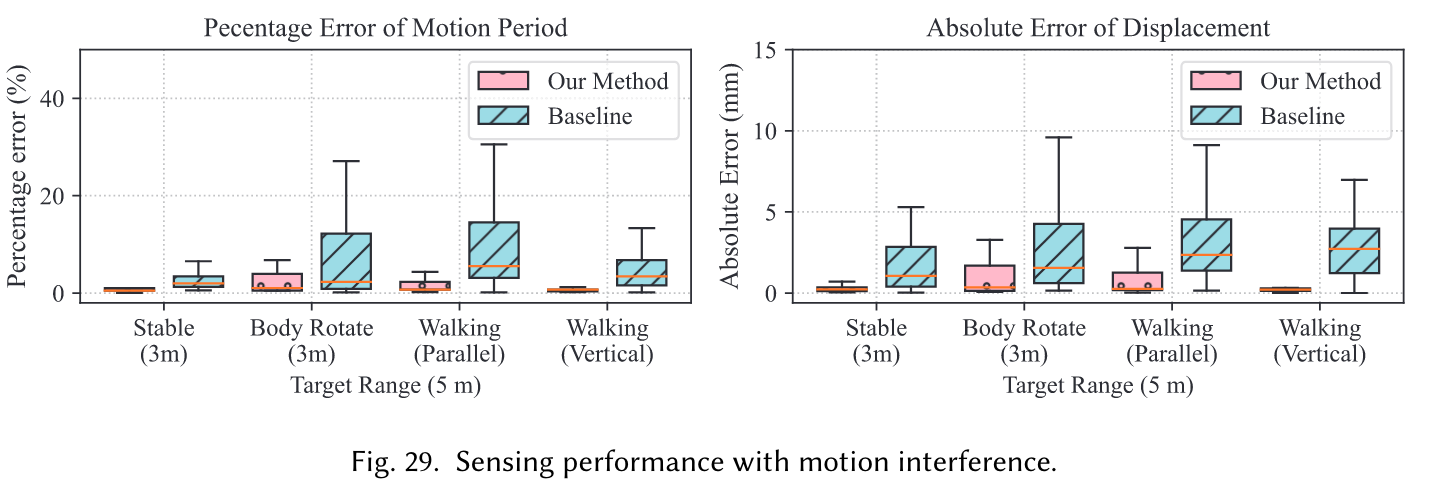 Pecentage Error of Motion Period
Percentage error (%)
40
20
0
Our Method
Baseline
Stable
(3m)
Body Rotate
(3m)
Walking
(Parallel)
Walking
(Vertical)
Target Range (5 m)
Absolute Error of Displacement
Absolute Error (mm)
15
10
5
0
Our Method
Baseline
Stable
(3m)
Body Rotate
(3m)
Walking
(Parallel)
Walking
(Vertical)
Target Range (5 m)
Fig. 29. Sensing performance with motion interference.